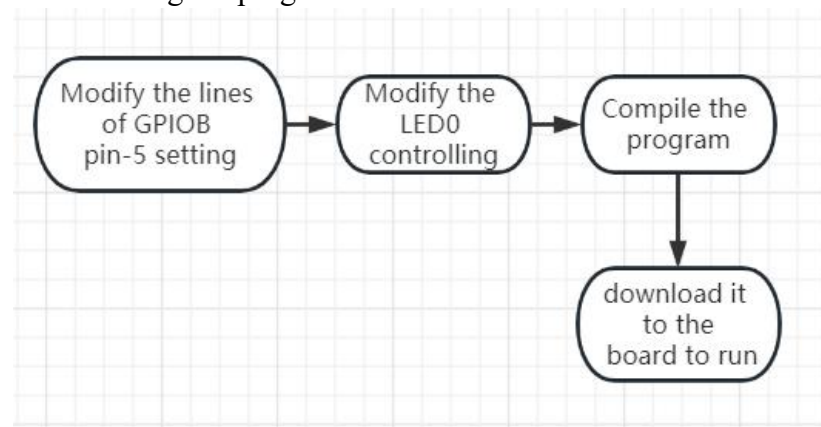 Modify the lines
of GPIOB
pin-5 setting
Modify the
LED0
controlling
Compile the
program
download it
to the
board to run